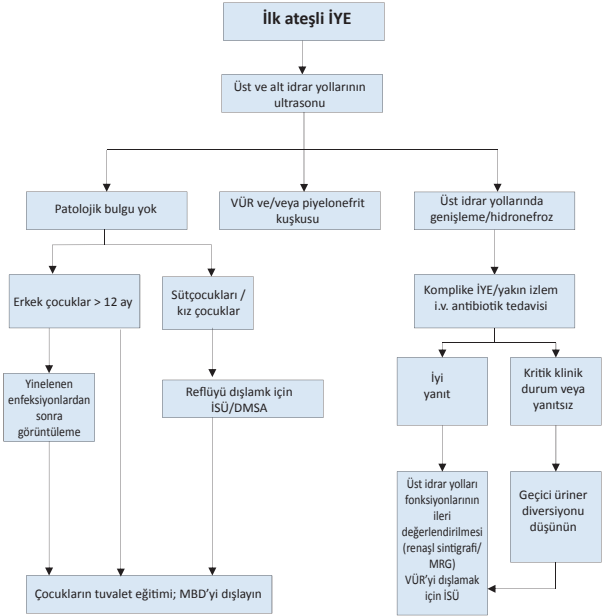 İlk ateşli İYE
Üst ve alt idrar yollarının
ultrasonu
Patolojik bulgu yok
VÜR ve/veya piyelonefrit
kuşkusu
Üst idrar yollarında
genişleme/hidronefroz
Erkek çocuklar > 12 ay
Sütçocukları /
kız çocuklar
Komplike İYE/yakın izlem
i.v. antibiotik tedavisi
Yinelenen
enfeksiyonlardan
sonra
görüntüleme
Reflüyü dışlamk için
İSÜ/DMSA
İyi
yanıt
Kritik klinik
durum veya
yanıtsız
Üst idrar yolları
fonksiyonlarının
ileri
değerlendirilmesi
(renaşl sintigrafi/
MRG)
VÜR'yi dışlamak
için İSÜ
Geçici üriner
diversiyonu
düşünün
Çocukların tuvalet eğitimi; MBD'yi dışlayın